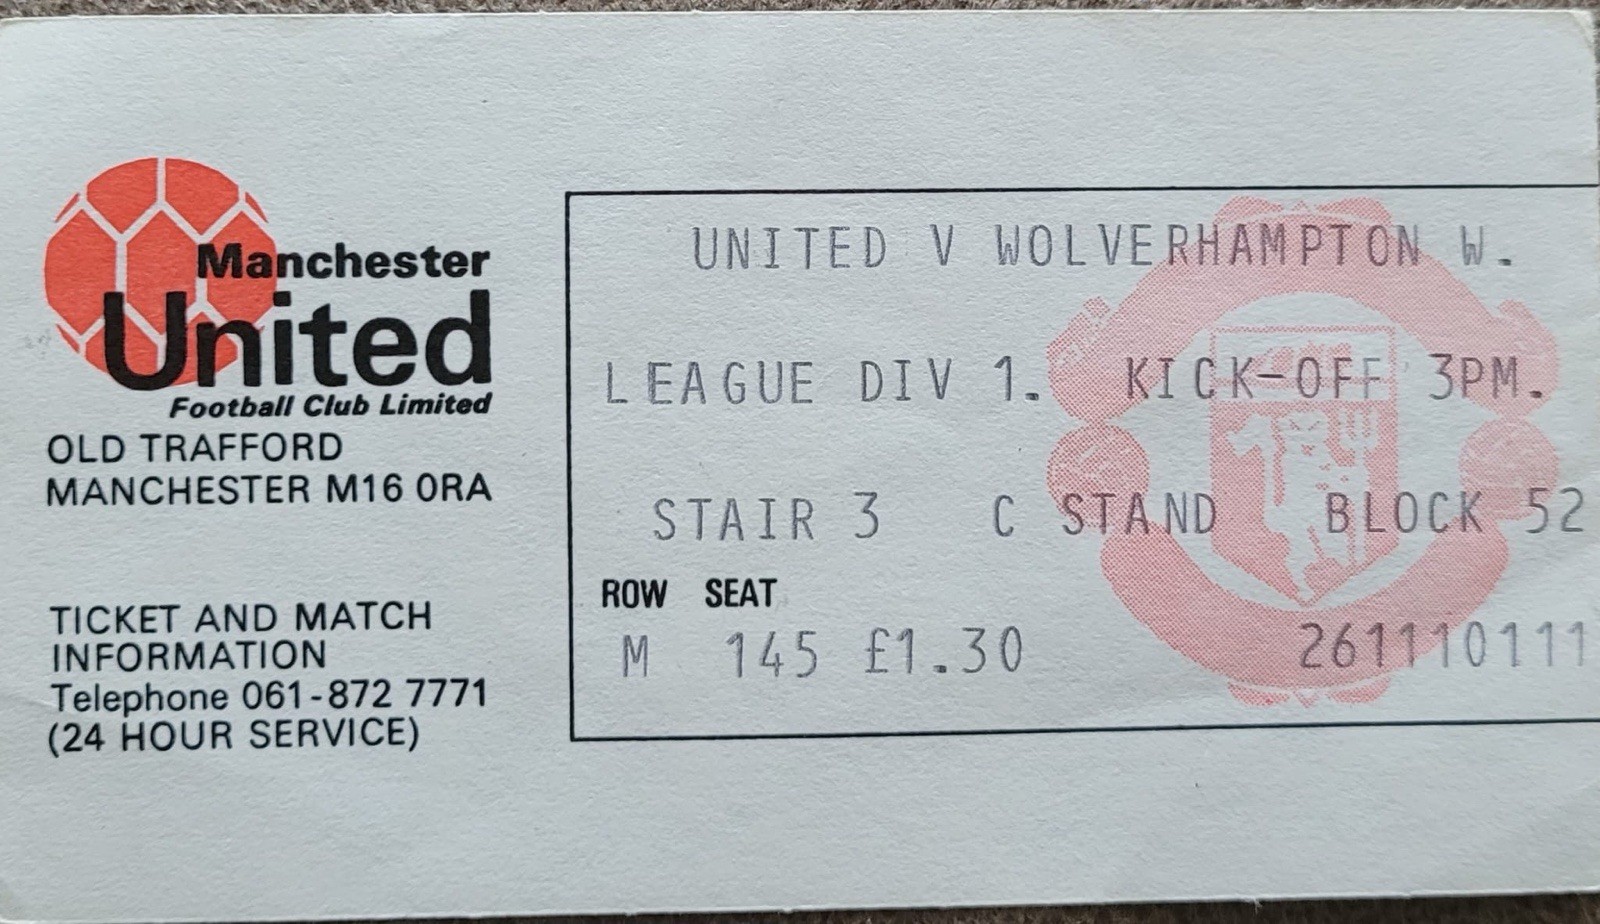 Manchester
United
Football Club Limited
OLD TRAFFORD
MANCHESTER M16 0RA
TICKET AND MATCH
INFORMATION
Telephone 061-872 7771
(24 HOUR SERVICE)
UNITED V WOLVERHAMPTON W.
LEAGUE DIV 1. KICK-OFF 3PM.
STAIR 3 C STAND BLOCK 52
ROW SEAT
M 145 £1.30 261110111